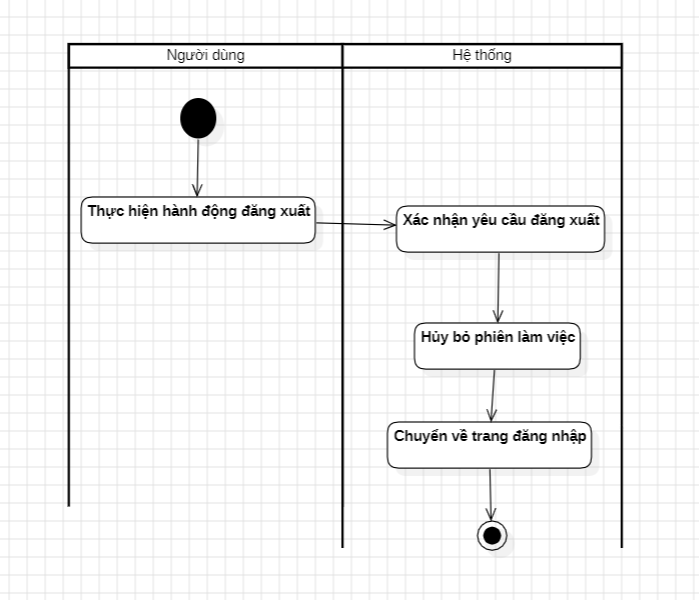 Người dùng
Hệ thống
Thực hiện hành động đăng xuất
Xác nhận yêu cầu đăng xuất
Hủy bỏ phiên làm việc
Chuyển về trang đăng nhập